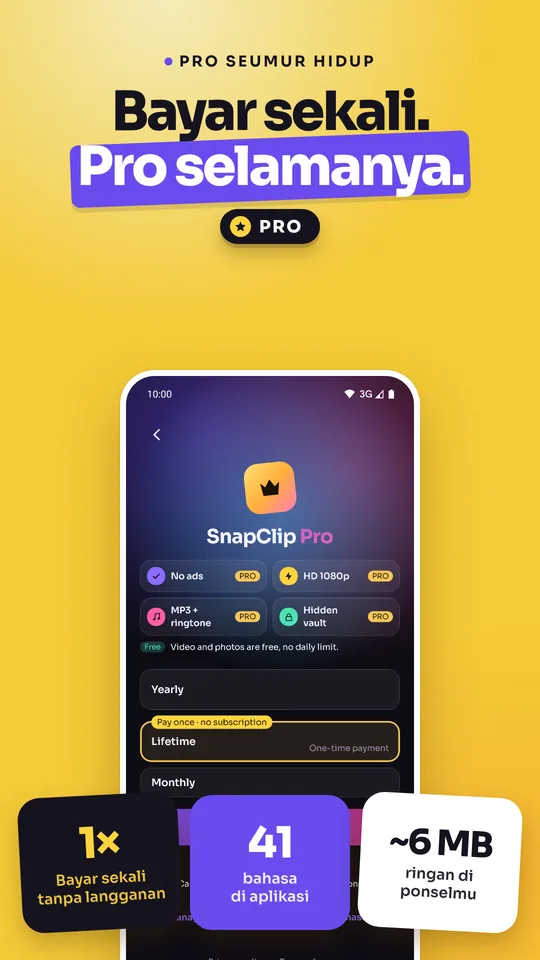 PRO SEUMUR HIDUP
Bayar sekali.
Pro selamanya.
PRO
10:00
3G
SnapClip Pro
No ads PRO
HD 1080p PRO
MP3 +
ringtone PRO
Hidden
vault PRO
Free Video and photos are free, no daily limit.
Yearly
Pay once · no subscription
Lifetime
One-time payment
Monthly
1×
Bayar sekali
tanpa langganan
41
bahasa
di aplikasi
~6 MB
ringan di
ponselmu